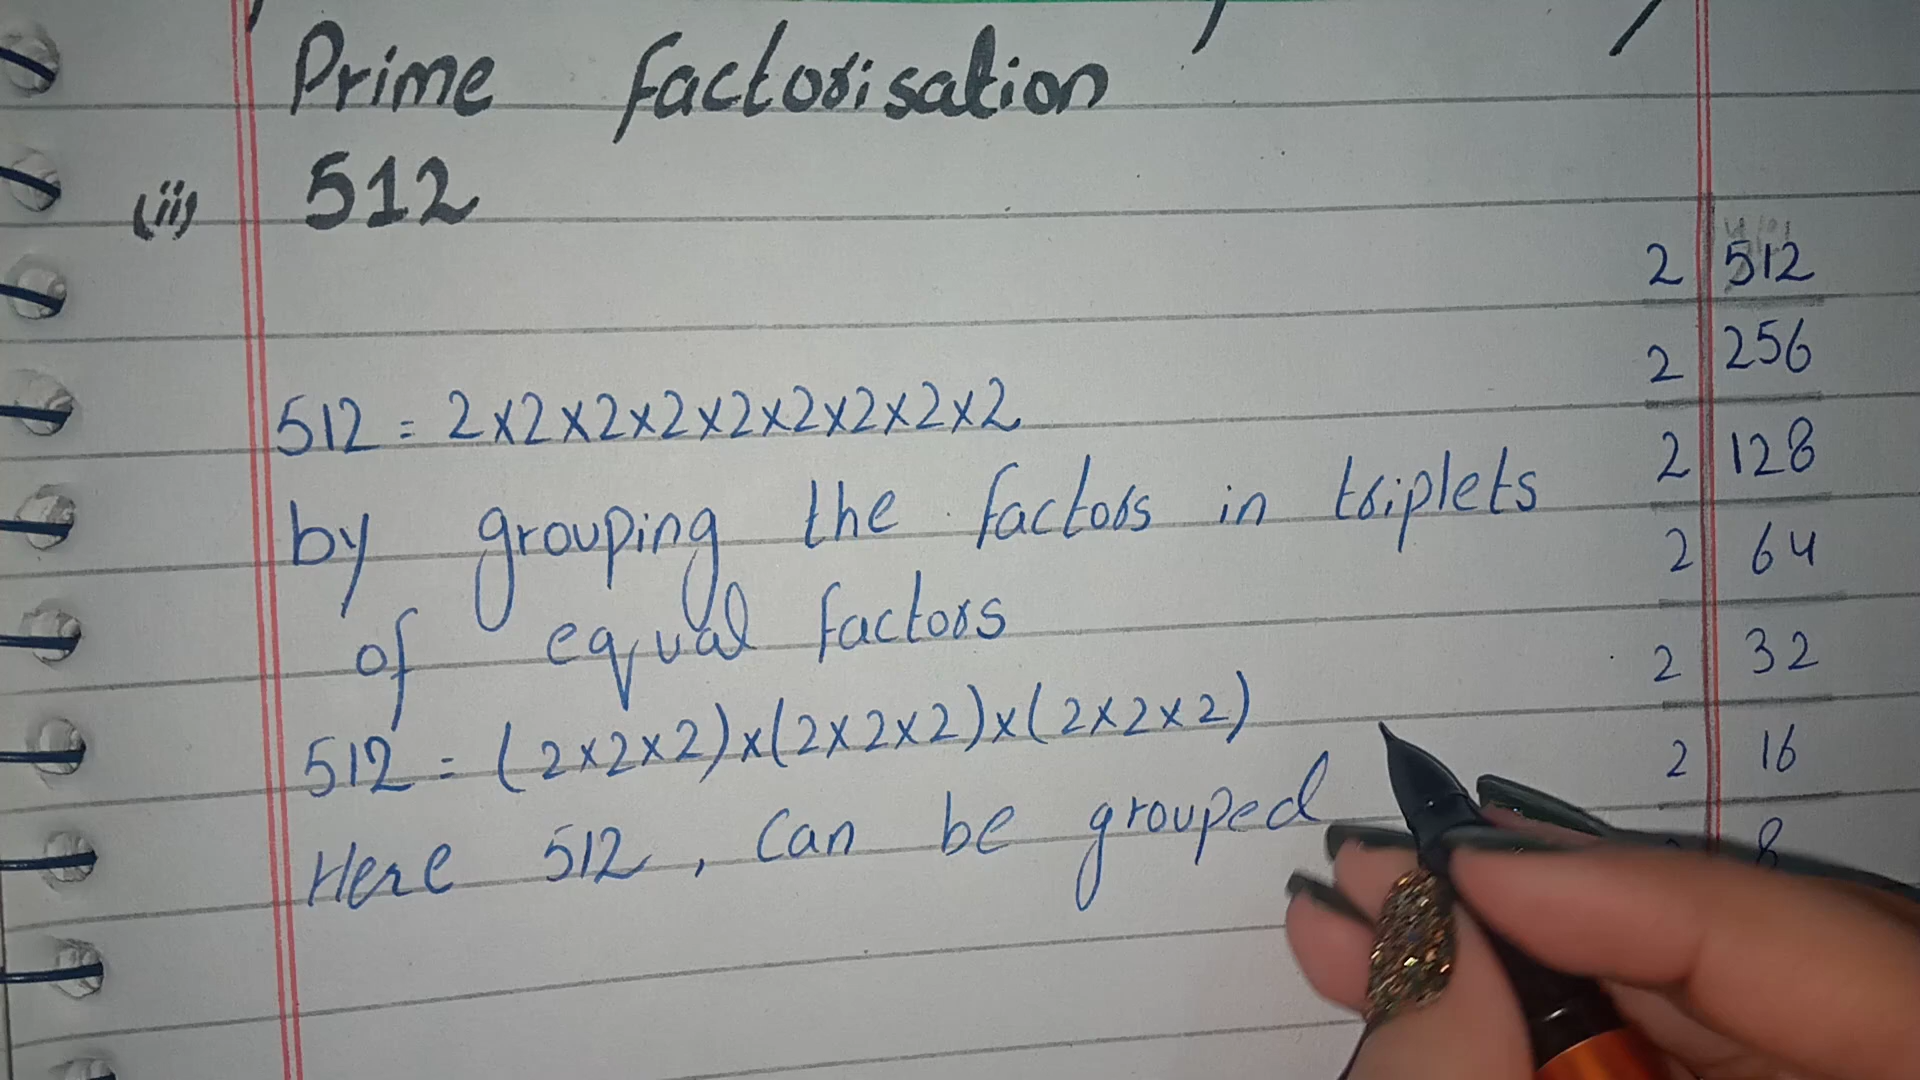 Prime factorisation
(ii) 512
512 = 2×2×2×2×2×2×2×2×2
by grouping the factors in triplets
of equal factors
512 = (2×2×2)×(2×2×2)×(2×2×2)
Here 512, Can be grouped
2 512
2 256
2 128
2 64
2 32
2 16
8